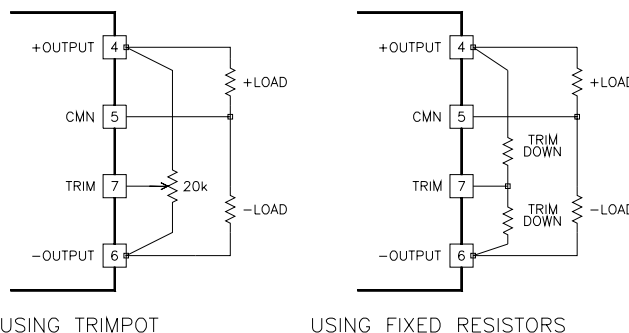 +OUTPUT 4
+LOAD
CMN 5
TRIM 7
20k
-LOAD
-OUTPUT 6
USING TRIMPOT
+OUTPUT 4
+LOAD
CMN 5
TRIM
DOWN
TRIM 7
TRIM
DOWN
-LOAD
-OUTPUT 6
USING FIXED RESISTORS